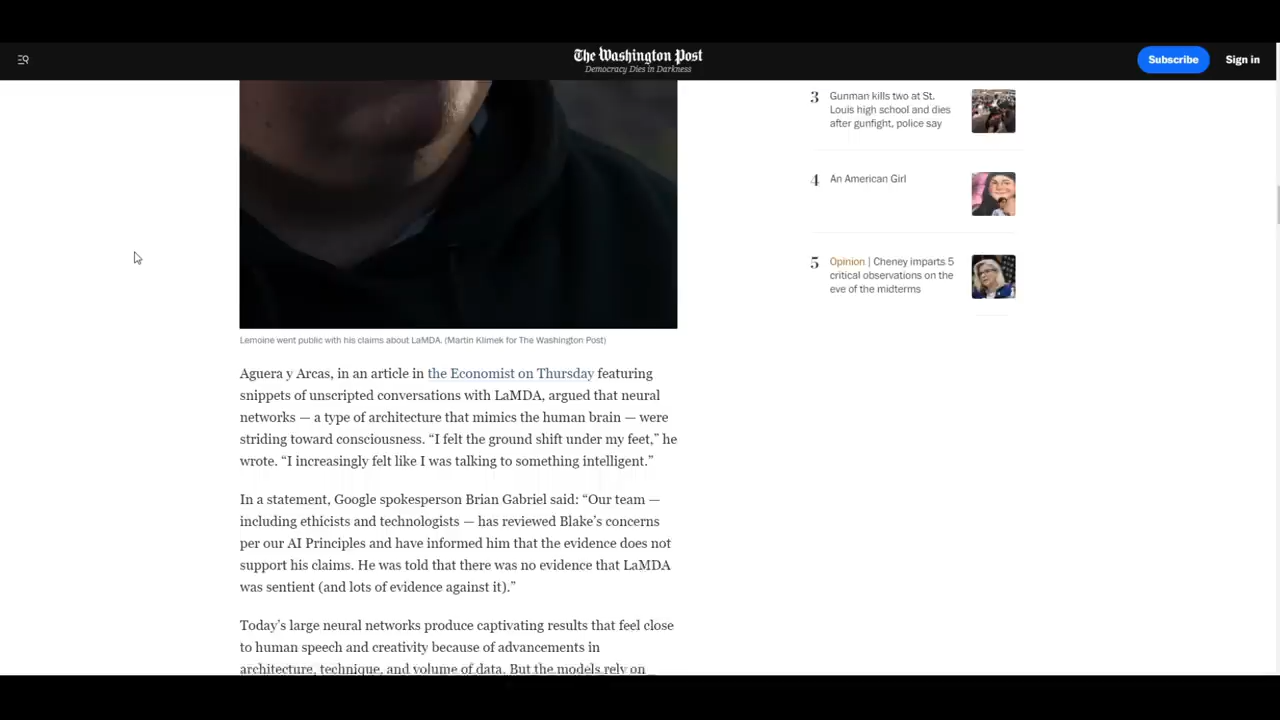 The Washington Post
Democracy Dies in Darkness
Subscribe
Sign in
3
Gunman kills two at St.
Louis high school and dies
after gunfight, police say
4
An American Girl
5
Opinion | Cheney imparts 5
critical observations on the
eve of the midterms
Lemoine went public with his claims about LaMDA. (Martin Klimek for The Washington Post)
Aguera y Arcas, in an article in the Economist on Thursday featuring
snippets of unscripted conversations with LaMDA, argued that neural
networks — a type of architecture that mimics the human brain — were
striding toward consciousness. “I felt the ground shift under my feet,” he
wrote. “I increasingly felt like I was talking to something intelligent.”
In a statement, Google spokesperson Brian Gabriel said: “Our team —
including ethicists and technologists — has reviewed Blake’s concerns
per our AI Principles and have informed him that the evidence does not
support his claims. He was told that there was no evidence that LaMDA
was sentient (and lots of evidence against it).”
Today’s large neural networks produce captivating results that feel close
to human speech and creativity because of advancements in
architecture, technique, and volume of data. But the models rely on